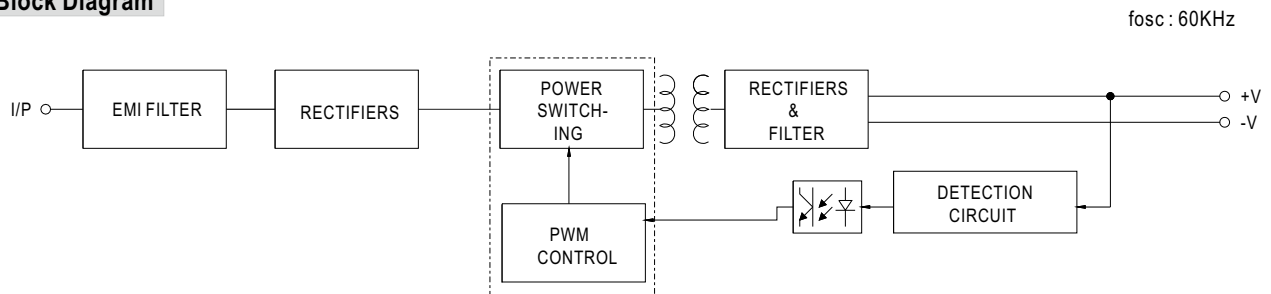 Block Diagram
fosc : 60KHz
I/P
EMI FILTER
RECTIFIERS
POWER
SWITCH-
ING
RECTIFIERS
&
FILTER
+V
-V
DETECTION
CIRCUIT
PWM
CONTROL